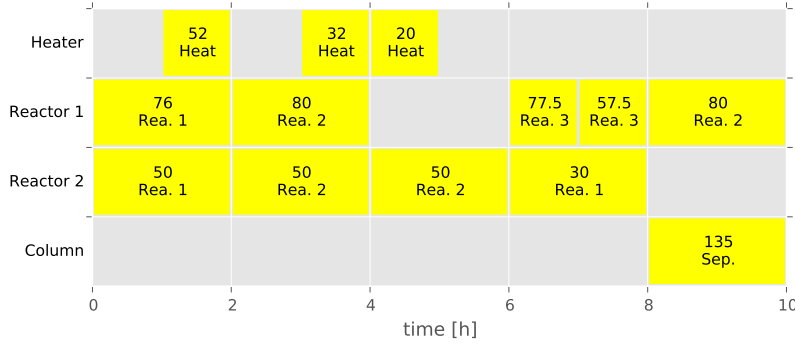 Heater
52
Heat
32
Heat
20
Heat
Reactor 1
76
Rea. 1
80
Rea. 2
77.5
Rea. 3
57.5
Rea. 3
80
Rea. 2
Reactor 2
50
Rea. 1
50
Rea. 2
50
Rea. 2
30
Rea. 1
Column
135
Sep.
0 2 4 6 8 10
time [h]